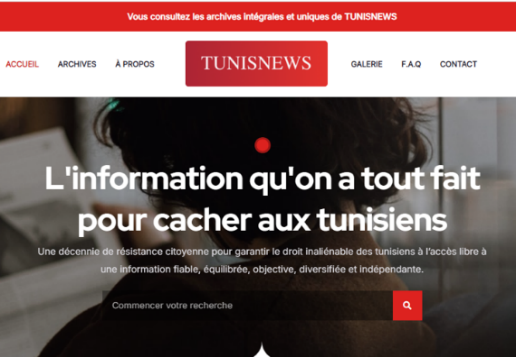 Vous consultez les archives intégrales et uniques de TUNISNEWS
ACCUEIL ARCHIVES À PROPOS TUNISNEWS GALERIE F.A.Q CONTACT
L'information qu'on a tout fait
pour cacher aux tunisiens
Une décennie de résistance citoyenne pour garantir le droit inaliénable des tunisiens à l'accès libre à
une information fiable, équilibrée, objective, diversifiée et indépendante.
Commencer votre recherche